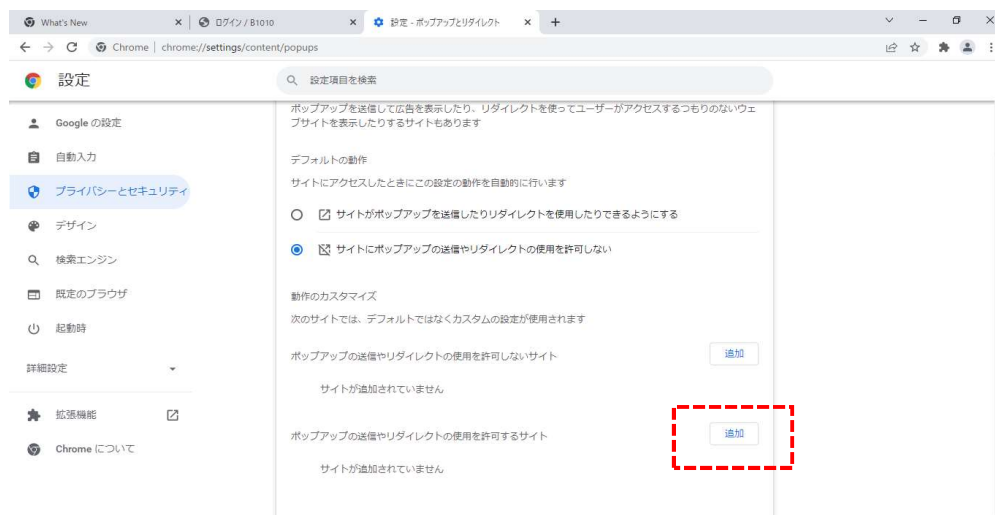 What's New
ログイン / B1010
設定 - ポップアップとリダイレクト
Chrome | chrome://settings/content/popups
設定
設定項目を検索
Google の設定
自動入力
プライバシーとセキュリティ
デザイン
検索エンジン
既定のブラウザ
起動時
詳細設定
拡張機能
Chrome について
ポップアップを送信して広告を表示したり、リダイレクトを使ってユーザーがアクセスするつもりのないウェ
ブサイトを表示したりするサイトもあります
デフォルトの動作
サイトにアクセスしたときにこの設定の動作を自動的に行います
サイトがポップアップを送信したりリダイレクトを使用したりできるようにする
サイトにポップアップの送信やリダイレクトの使用を許可しない
動作のカスタマイズ
次のサイトでは、デフォルトではなくカスタムの設定が使用されます
ポップアップの送信やリダイレクトの使用を許可しないサイト
追加
サイトが追加されていません
ポップアップの送信やリダイレクトの使用を許可するサイト
追加
サイトが追加されていません